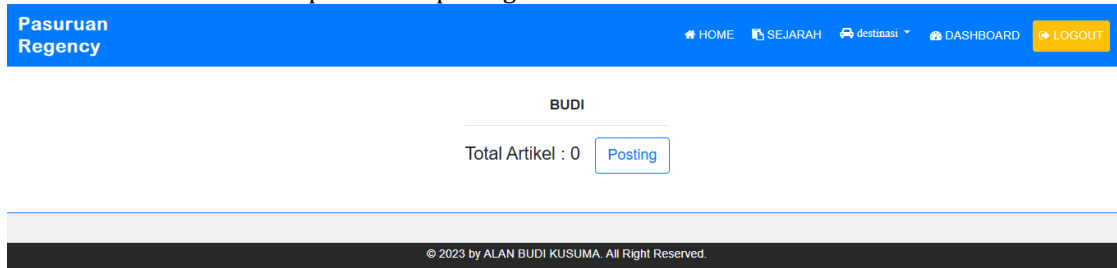 Pasuruan
Regency
HOME SEJARAH destinasi DASHBOARD LOGOUT
BUDI
Total Artikel : 0 Posting
© 2023 by ALAN BUDI KUSUMA. All Right Reserved.